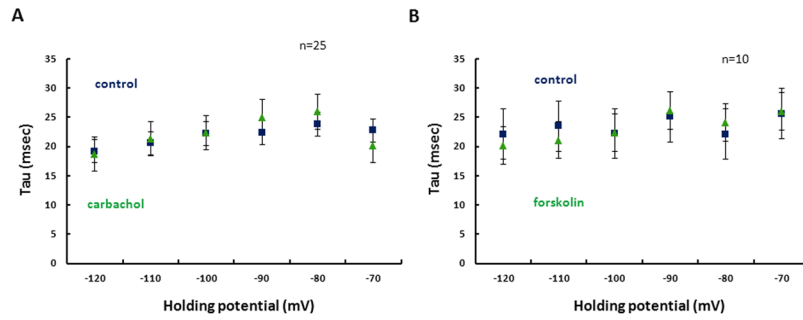 A
n=25
35
30
control
25
20
Tau (msec)
15
10
carbachol
5
0
-120 -110 -100 -90 -80 -70
Holding potential (mV)
B
n=10
35
30
control
25
20
Tau (msec)
15
10
forskolin
5
0
-120 -110 -100 -90 -80 -70
Holding potential (mV)